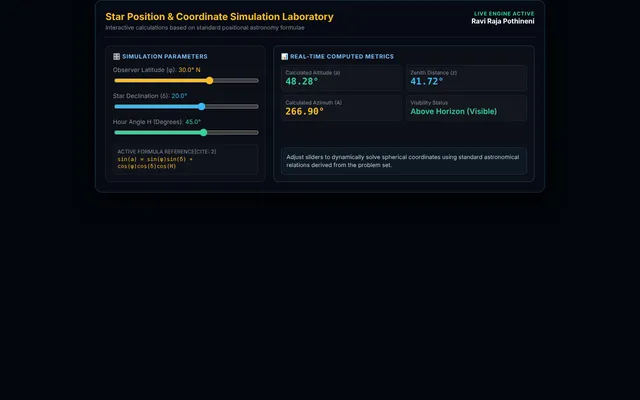 Star Position & Coordinate Simulation Laboratory
Interactive calculations based on standard positional astronomy formulae
LIVE ENGINE ACTIVE
Ravi Raja Pothineni
🎛️ SIMULATION PARAMETERS
Observer Latitude (φ): 30.0° N
Star Declination (δ): 20.0°
Hour Angle H (Degrees): 45.0°
ACTIVE FORMULA REFERENCE[CITE: 2]
sin(a) = sin(φ)sin(δ) +
cos(φ)cos(δ)cos(H)
📊 REAL-TIME COMPUTED METRICS
Calculated Altitude (a)
48.28°
Zenith Distance (z)
41.72°
Calculated Azimuth (A)
266.90°
Visibility Status
Above Horizon (Visible)
Adjust sliders to dynamically solve spherical coordinates using standard astronomical
relations derived from the problem set.